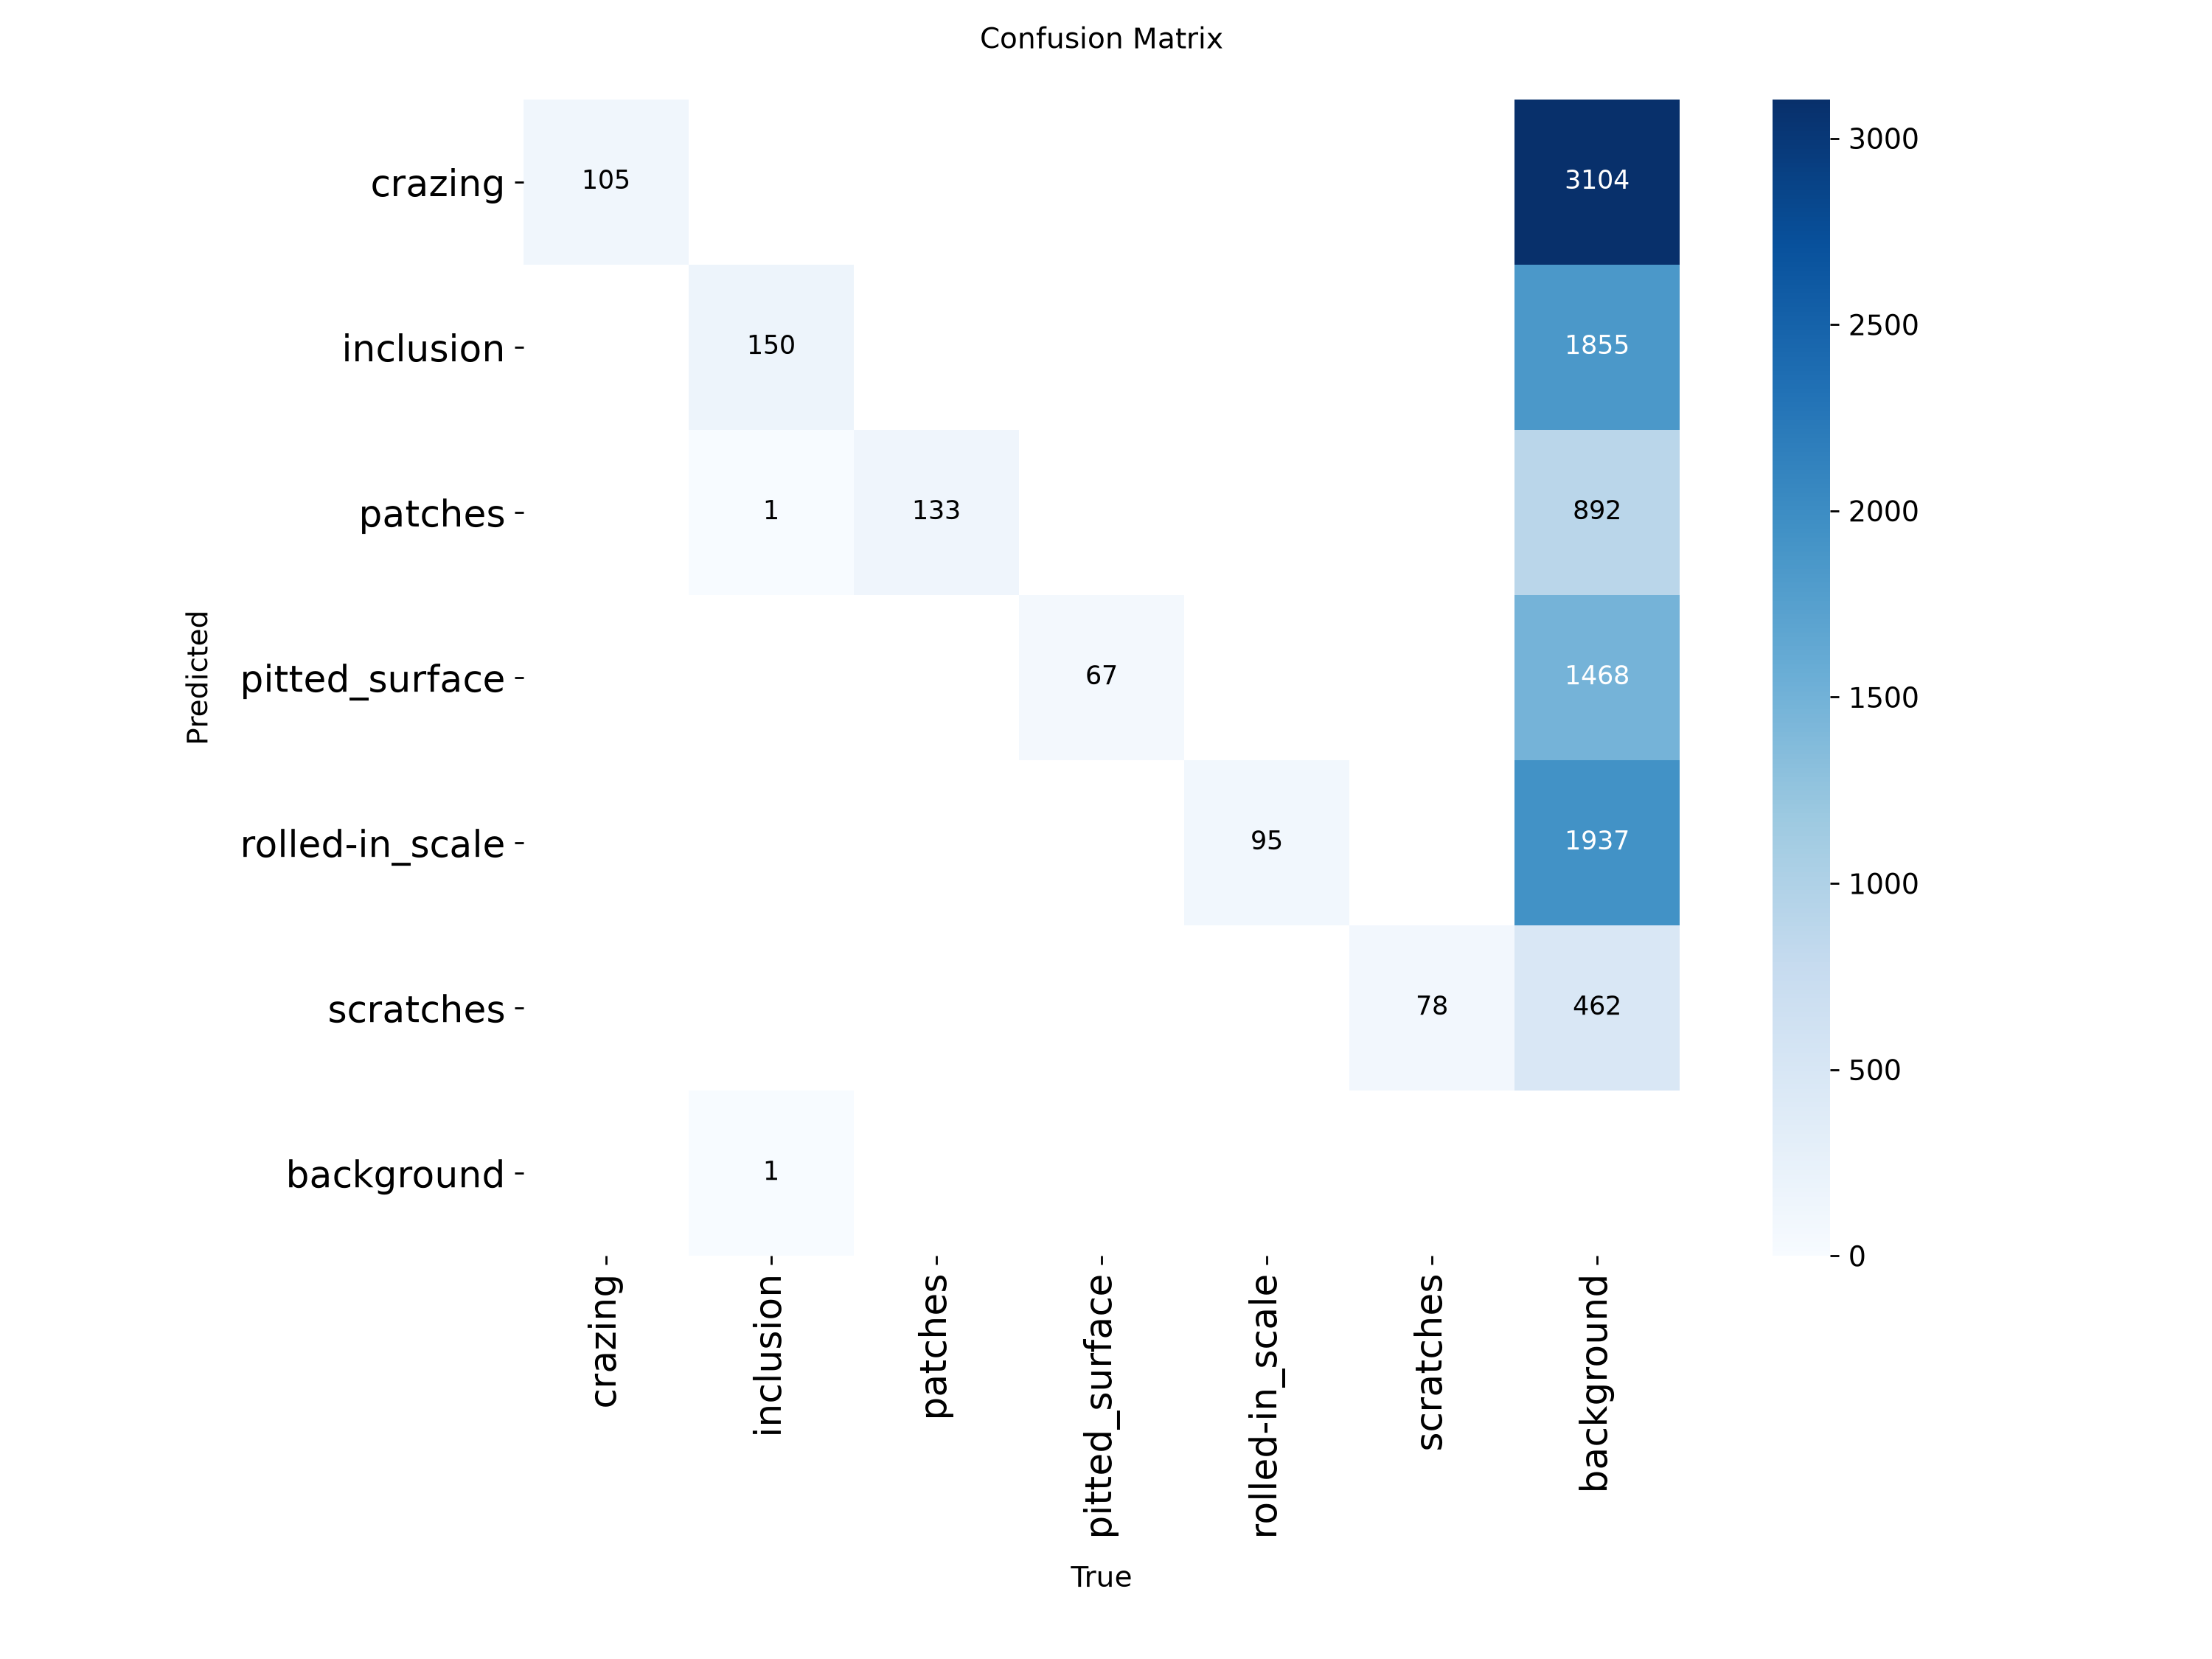 Confusion Matrix
crazing
105
3104
inclusion
150
1855
patches
1
133
892
pitted_surface
67
1468
rolled-in_scale
95
1937
scratches
78
462
background
1
Predicted
crazing
inclusion
patches
pitted_surface
rolled-in_scale
scratches
background
True
3000
2500
2000
1500
1000
500
0